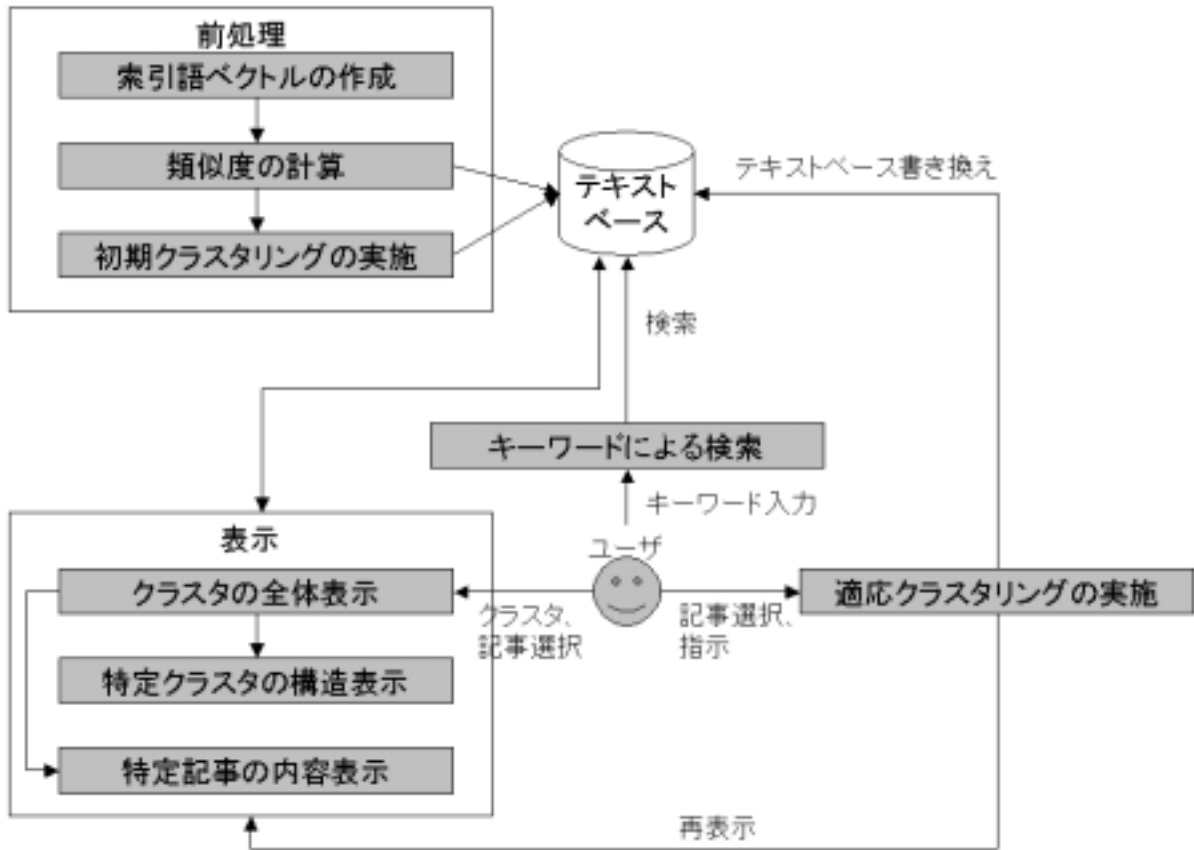 前処理
索引語ベクトルの作成
類似度の計算
初期クラスタリングの実施
テキスト
ベース
テキストベース書き換え
検索
キーワードによる検索
キーワード入力
ユーザ
表示
クラスタの全体表示
特定クラスタの構造表示
特定記事の内容表示
クラスタ、
記事選択
記事選択、
指示
適応クラスタリングの実施
再表示